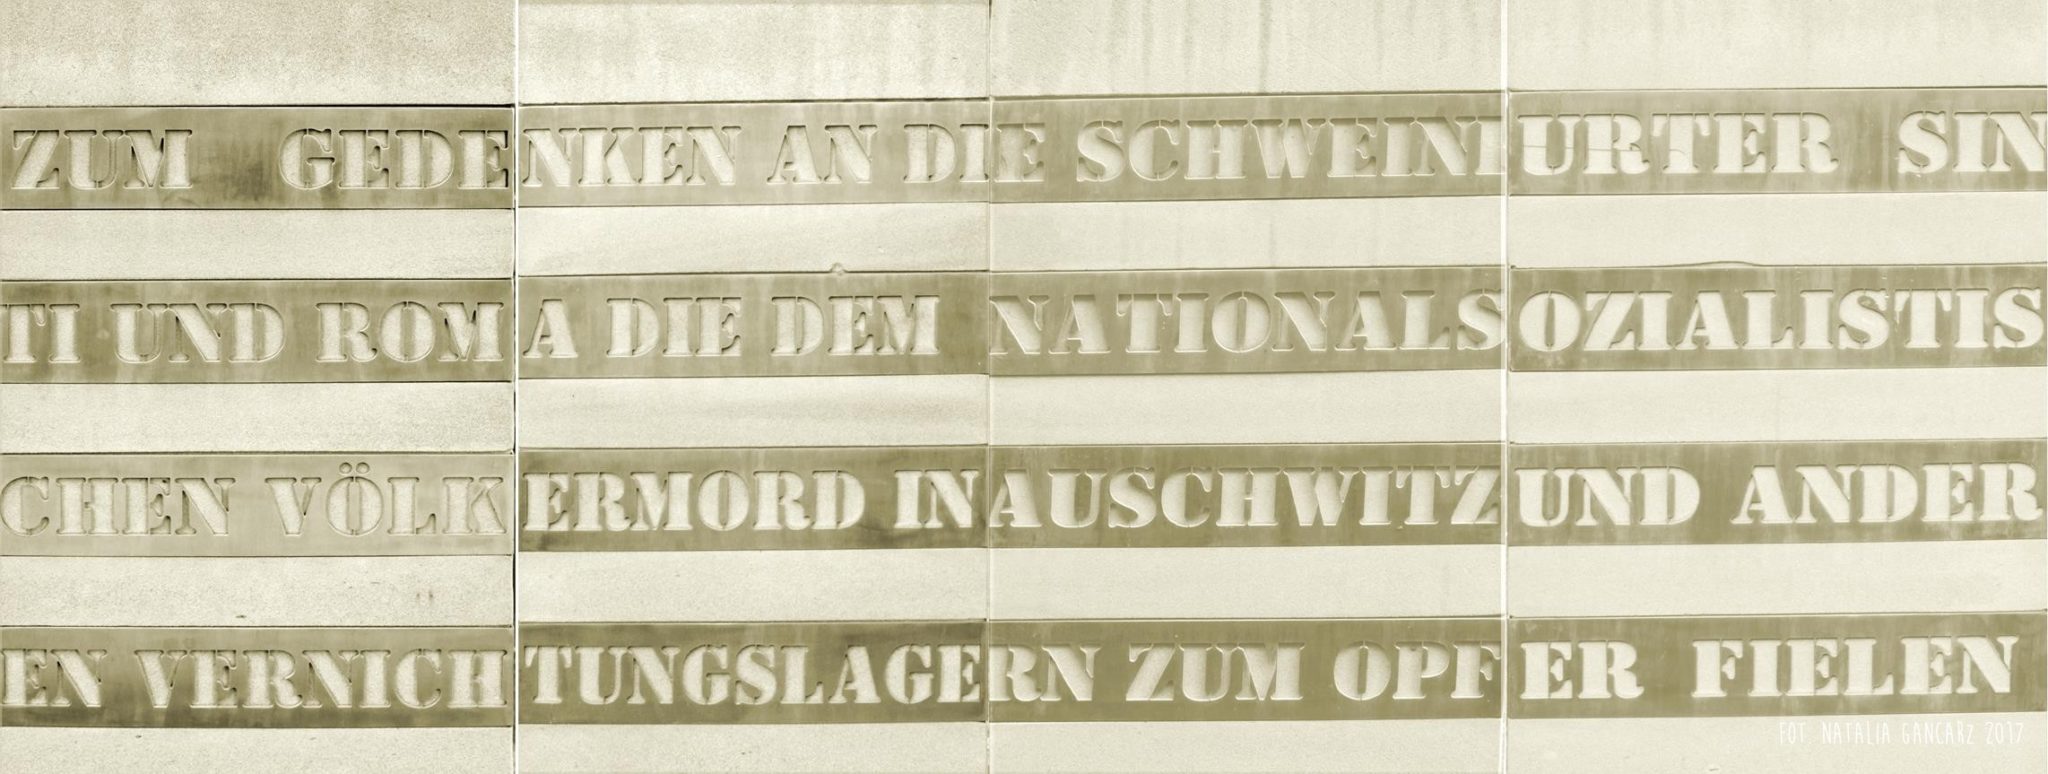 ZUM GEDENKEN AN DIE SCHWEINFURTER SIN
TI UND ROMA DIE DEM NATIONALSOZIALISTIS
CHEN VÖLKERMORD IN AUSCHWITZ UND ANDER
EN VERNICHTUNGSLAGERN ZUM OPFER FIELEN
FOT. NATALIA GANCARZ 2017